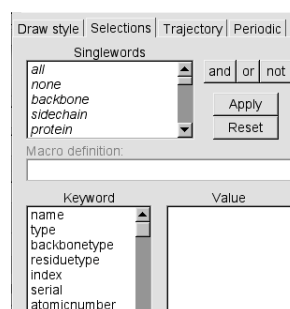 Draw style Selections Trajectory Periodic
Singlewords
all
none
backbone
sidechain
protein
and or not
Apply
Reset
Macro definition:
Keyword
Value
name
type
backbonetype
residuetype
index
serial
atomicnumber